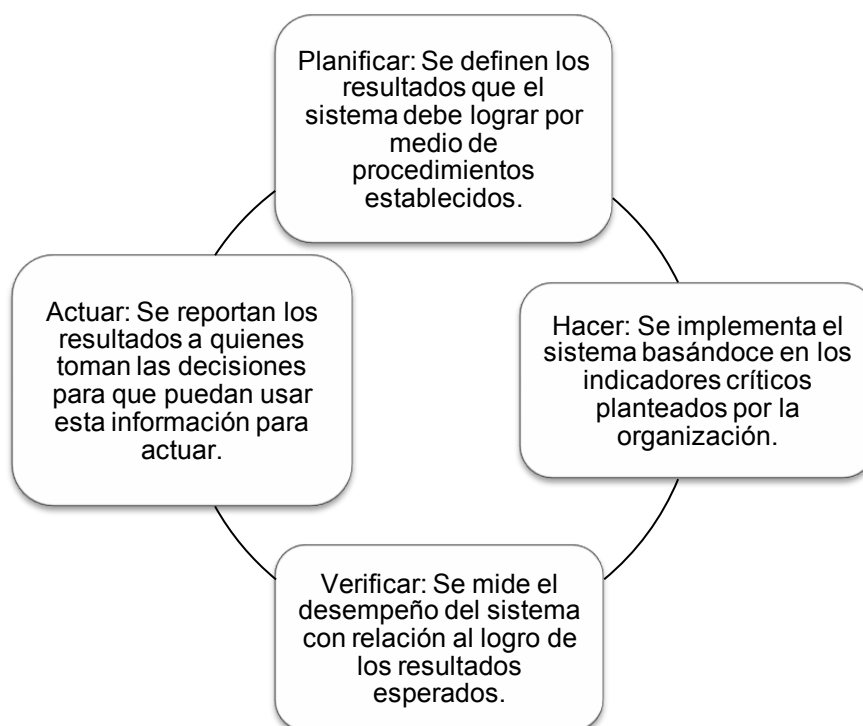 Planificar: Se definen los
resultados que el
sistema debe lograr por
medio de
procedimientos
establecidos.
Hacer: Se implementa el
sistema basándoce en los
indicadores críticos
planteados por la
organización.
Verificar: Se mide el
desempeño del sistema
con relación al logro de
los resultados
esperados.
Actuar: Se reportan los
resultados a quienes
toman las decisiones
para que puedan usar
esta información para
actuar.